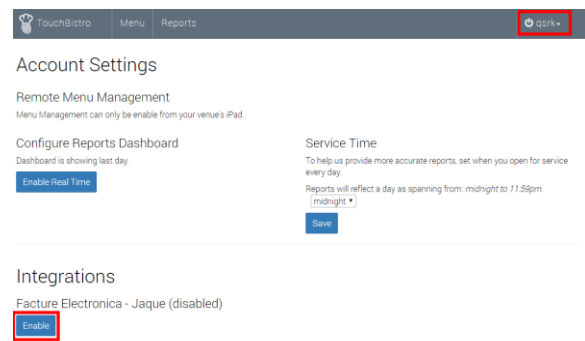 TouchBistro Menu Reports qsrk
Account Settings
Remote Menu Management
Menu Management can only be enable from your venue's iPad.
Configure Reports Dashboard
Dashboard is showing last day.
Enable Real Time
Service Time
To help us provide more accurate reports, set when you open for service
every day.
Reports will reflect a day as spanning from: midnight to 11:59pm.
midnight
Save
Integrations
Facture Electronica - Jaque (disabled)
Enable